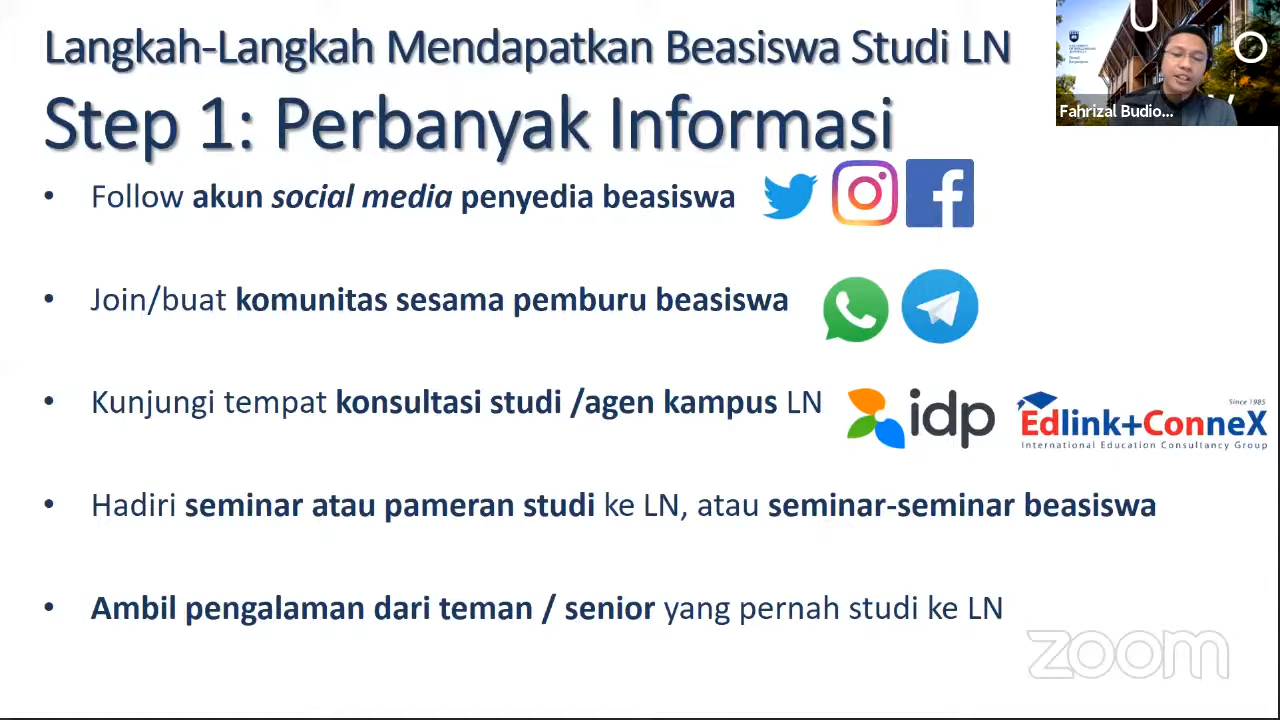 Langkah-Langkah Mendapatkan Beasiswa Studi LN
Step 1: Perbanyak Informasi
Fahrizal Budio...
• Follow akun social media penyedia beasiswa
• Join/buat komunitas sesama pemburu beasiswa
• Kunjungi tempat konsultasi studi /agen kampus LN
idp
Since 1985
Edlink+ConneX
International Education Consultancy Group
• Hadiri seminar atau pameran studi ke LN, atau seminar-seminar beasiswa
• Ambil pengalaman dari teman / senior yang pernah studi ke LN
zoom